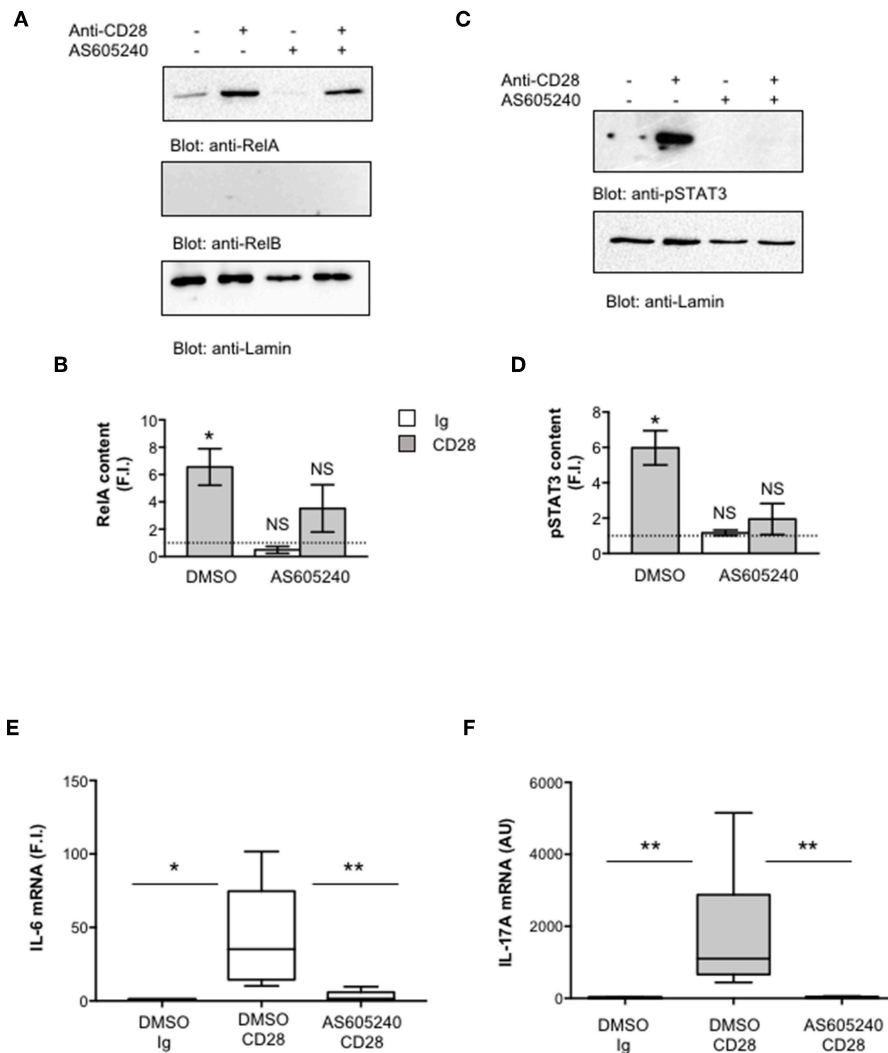 A
Anti-CD28 - + - +
AS605240 - - + +
Blot: anti-RelA
Blot: anti-RelB
Blot: anti-Lamin
C
Anti-CD28 - + - +
AS605240 - - + +
Blot: anti-pSTAT3
Blot: anti-Lamin
B
RelA content
(F.I.)
10
8
6
4
2
0
*
NS
NS
DMSO AS605240
Ig
CD28
D
pSTAT3 content
(F.I.)
8
6
4
2
0
*
NS
NS
DMSO AS605240
E
IL-6 mRNA (F.I.)
150
100
50
0
*
**
DMSO
Ig
DMSO
CD28
AS605240
CD28
F
IL-17A mRNA (AU)
6000
4000
2000
0
**
**
DMSO
Ig
DMSO
CD28
AS605240
CD28